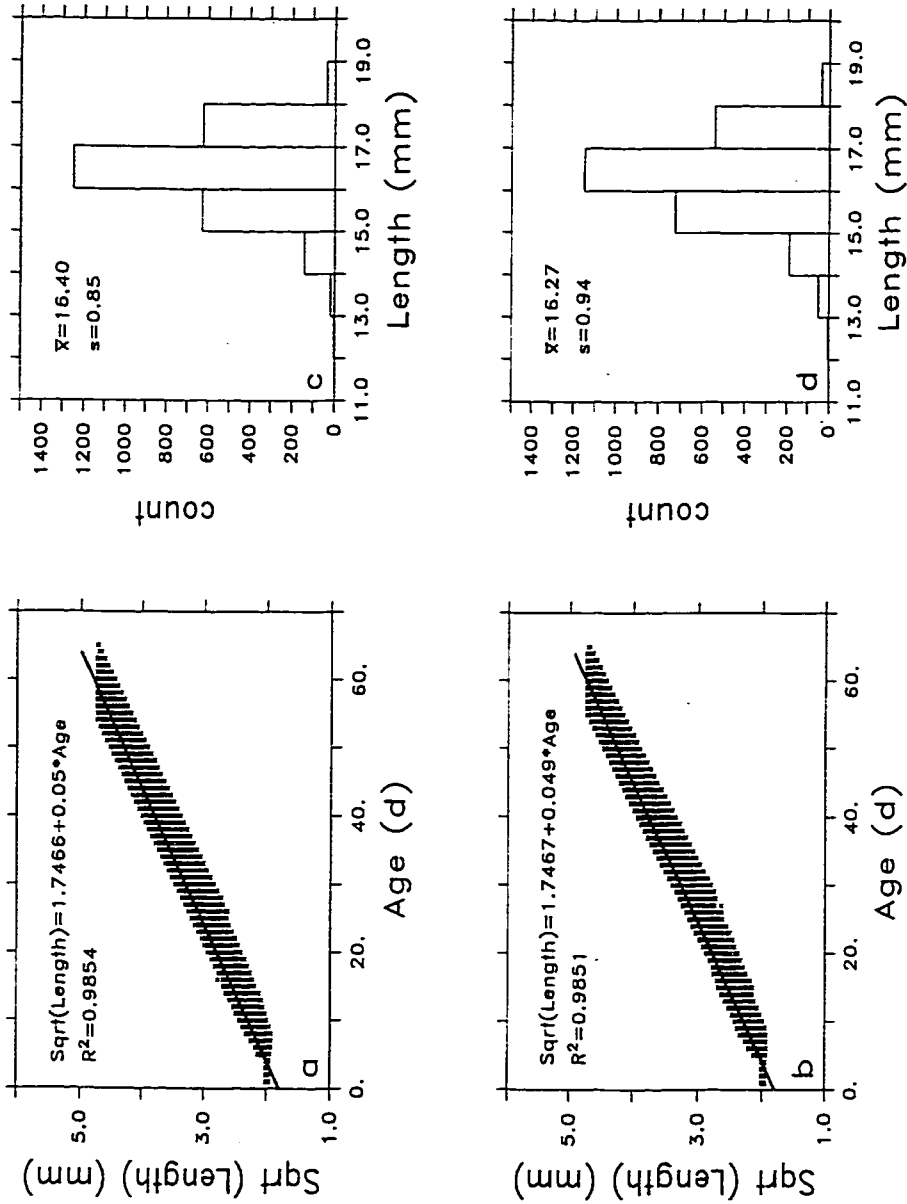 Sqrt(Length)=1.7466+0.05*Age
R²=0.9854
a
5.0
3.0
1.0
Sqrt (Length) (mm)
0. 20. 40. 60.
Age (d)
x̄=16.40
s=0.85
c
1400
1200
1000
800
600
400
200
0
count
11.0 13.0 15.0 17.0 19.0
Length (mm)
Sqrt(Length)=1.7467+0.049*Age
R²=0.9851
b
5.0
3.0
1.0
Sqrt (Length) (mm)
0. 20. 40. 60.
Age (d)
x̄=16.27
s=0.94
d
1400
1200
1000
800
600
400
200
0
count
11.0 13.0 15.0 17.0 19.0
Length (mm)